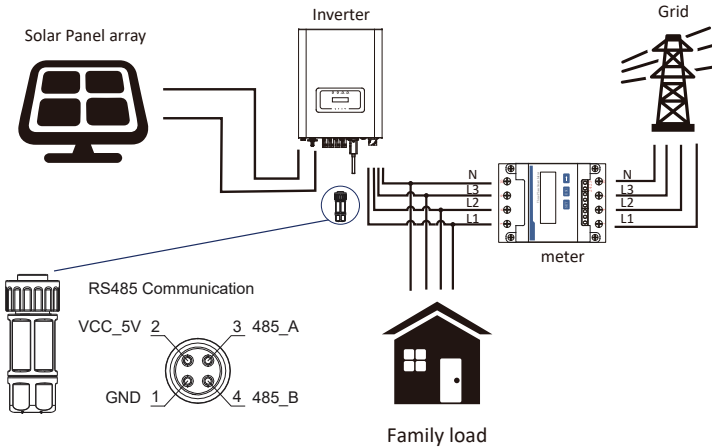 Inverter
Grid
Solar Panel array
N
L3
L2
L1
N
L3
L2
L1
meter
RS485 Communication
VCC_5V 2
3 485_A
GND 1
4 485_B
Family load